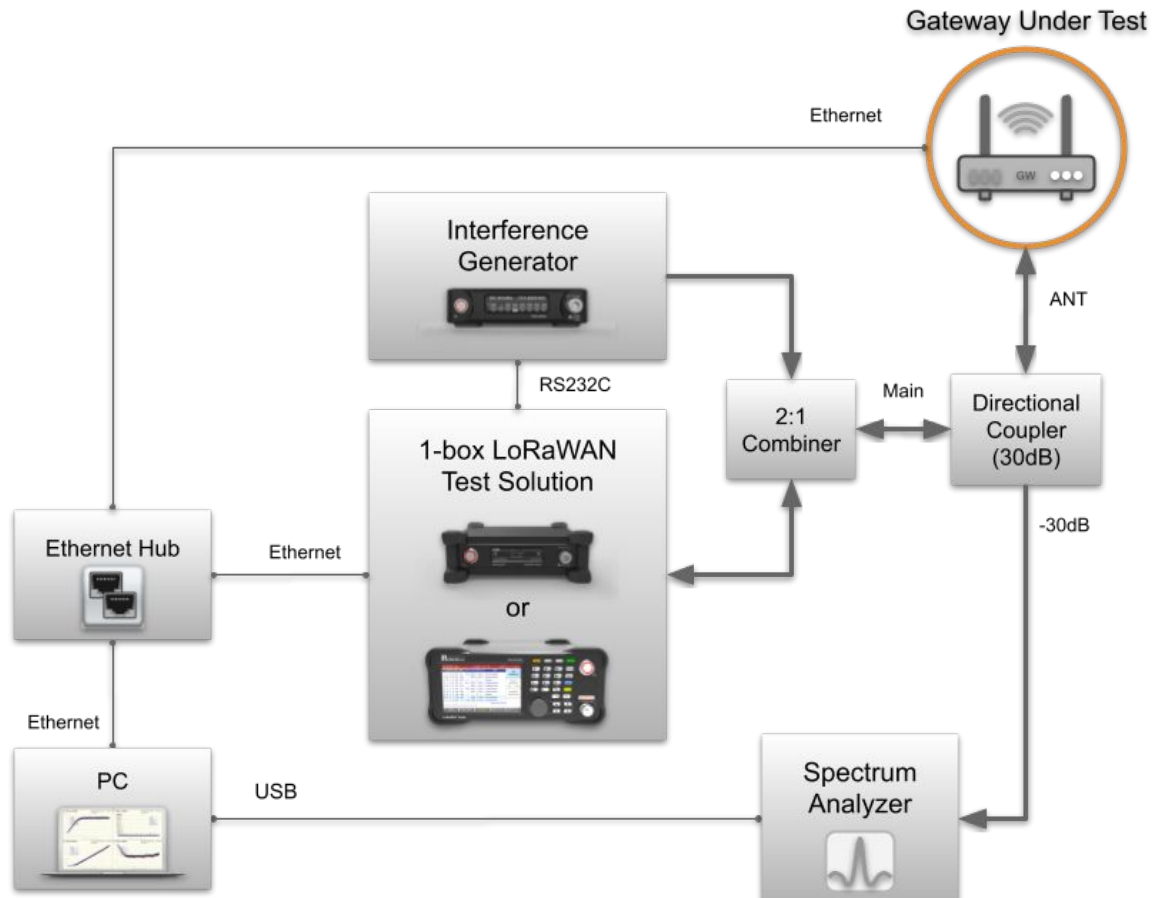 Gateway Under Test
Ethernet
GW
Interference
Generator
ANT
RS232C
Main
2:1
Combiner
Directional
Coupler
(30dB)
1-box LoRaWAN
Test Solution
-30dB
Ethernet Hub
Ethernet
or
Ethernet
PC
USB
Spectrum
Analyzer